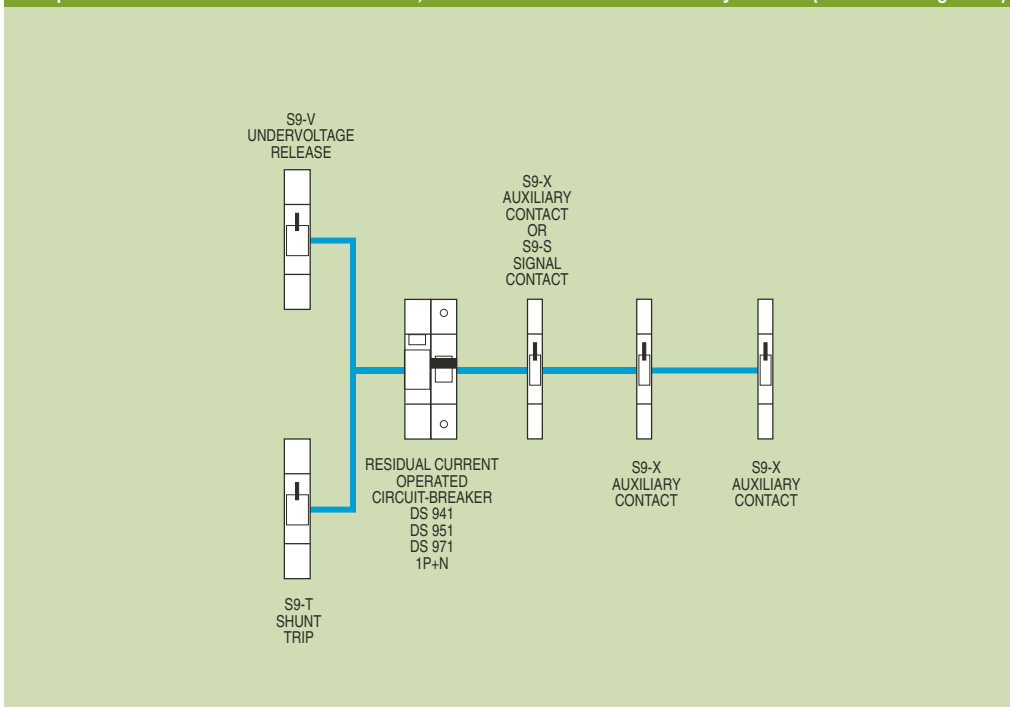 S9-V
UNDERVOLTAGE
RELEASE
S9-X
AUXILIARY
CONTACT
OR
S9-S
SIGNAL
CONTACT
RESIDUAL CURRENT
OPERATED
CIRCUIT-BREAKER
DS 941
DS 951
DS 971
1P+N
S9-X
AUXILIARY
CONTACT
S9-X
AUXILIARY
CONTACT
S9-T
SHUNT
TRIP